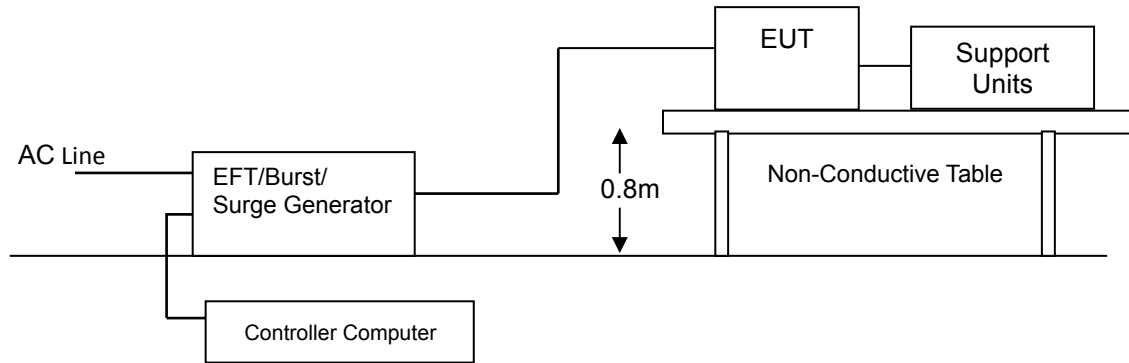 EUT
Support
Units
AC Line
EFT/Burst/
Surge Generator
0.8m
Non-Conductive Table
Controller Computer